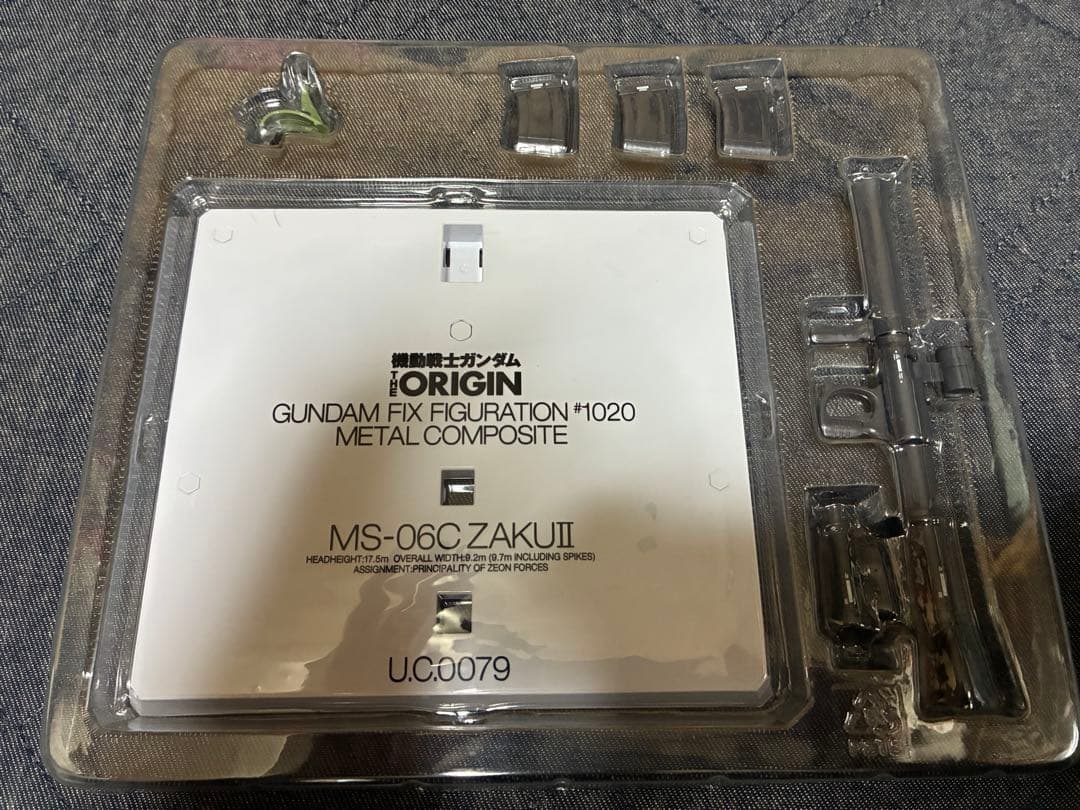 機動戦士ガンダム
THE ORIGIN
GUNDAM FIX FIGURATION #1020
METAL COMPOSITE
MS-06C ZAKUⅡ
HEADHEIGHT:17.5m OVERALL WIDTH:9.2m (9.7m INCLUDING SPIKES)
ASSIGNMENT:PRINCIPALITY OF ZEON FORCES
U.C.0079